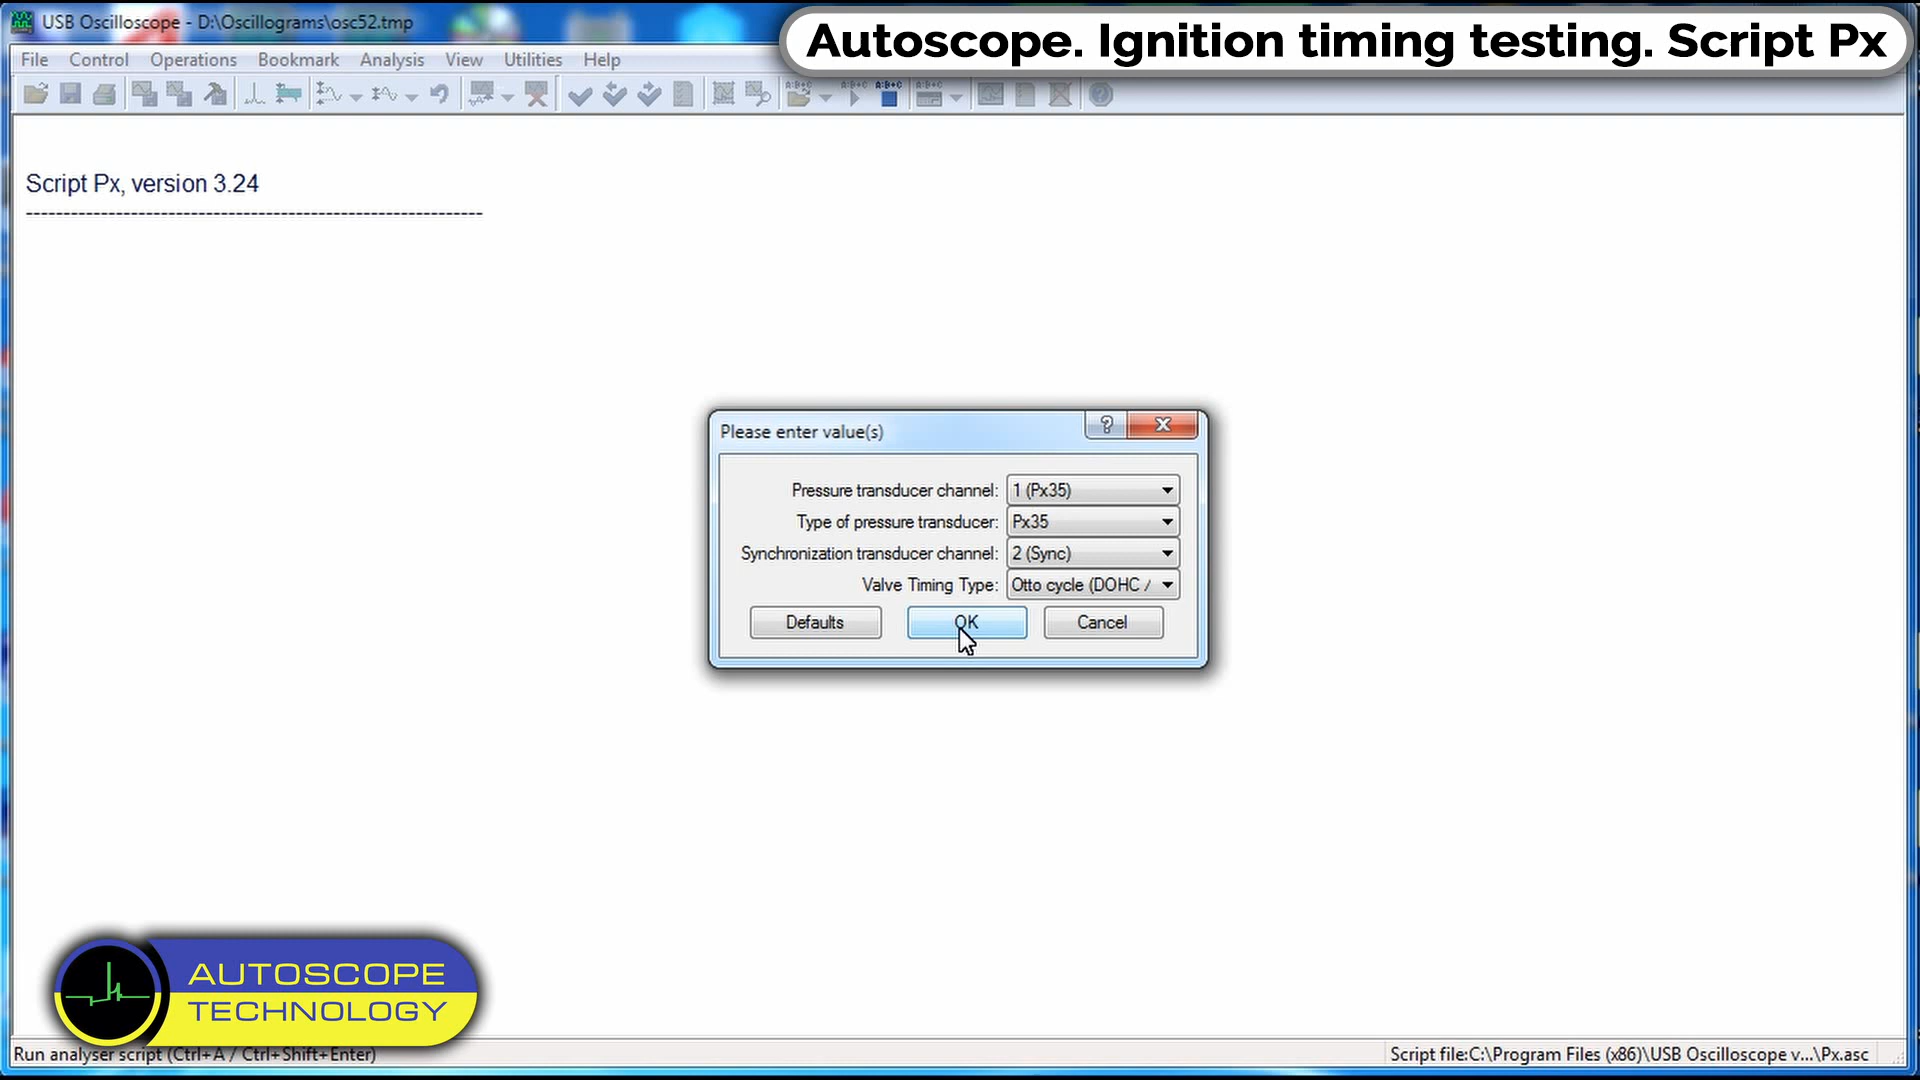 USB Oscilloscope - D:\Oscillograms\osc52.tmp
Autoscope. Ignition timing testing. Script Px
File Control Operations Bookmark Analysis View Utilities Help
A:B+C A:B+C A:B+C A:B+C
Script Px, version 3.24
-------------------------------------------------------------
Please enter value(s)
Pressure transducer channel: 1 (Px35)
Type of pressure transducer: Px35
Synchronization transducer channel: 2 (Sync)
Valve Timing Type: Otto cycle (DOHC /
Defaults OK Cancel
AUTOSCOPE
TECHNOLOGY
Run analyser script (Ctrl+A / Ctrl+Shift+Enter)
Script file:C:\Program Files (x86)\USB Oscilloscope v...\Px.asc